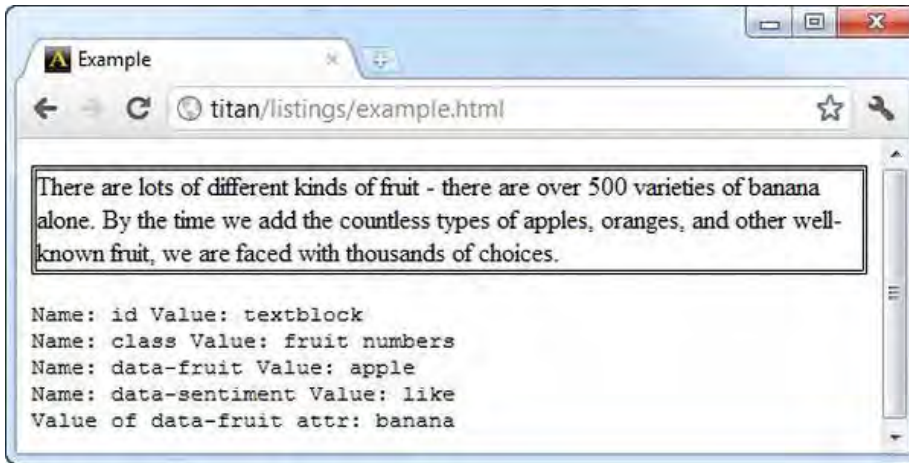 Example
titan/listings/example.html
There are lots of different kinds of fruit - there are over 500 varieties of banana
alone. By the time we add the countless types of apples, oranges, and other well-
known fruit, we are faced with thousands of choices.
Name: id Value: textblock
Name: class Value: fruit numbers
Name: data-fruit Value: apple
Name: data-sentiment Value: like
Value of data-fruit attr: banana